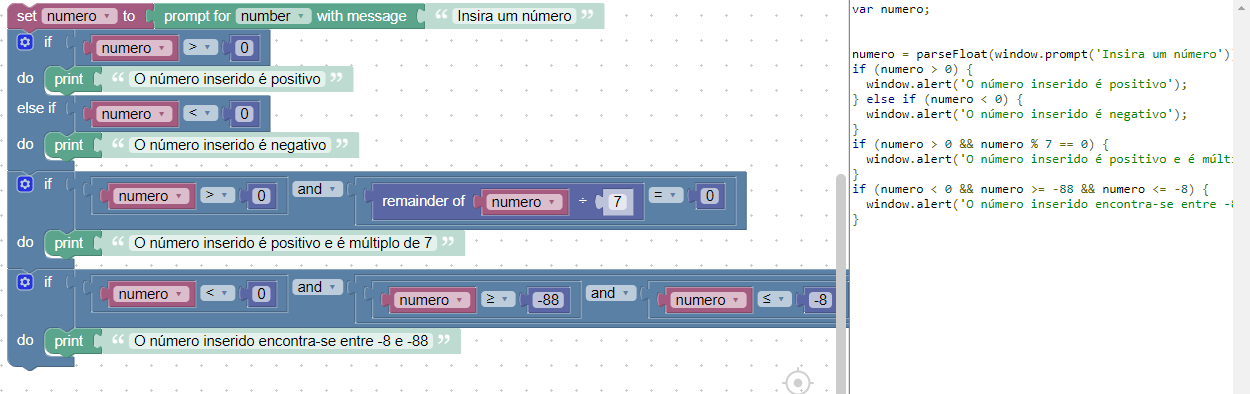 set numero to prompt for number with message “ Insira um número ”
if numero > 0
do print “ O número inserido é positivo ”
else if numero < 0
do print “ O número inserido é negativo ”
if numero > 0 and remainder of numero ÷ 7 = 0
do print “ O número inserido é positivo e é múltiplo de 7 ”
if numero < 0 and numero ≥ -88 and numero ≤ -8
do print “ O número inserido encontra-se entre -8 e -88 ”
var numero;
numero = parseFloat(window.prompt('Insira um número')
if (numero > 0) {
window.alert('O número inserido é positivo');
} else if (numero < 0) {
window.alert('O número inserido é negativo');
}
if (numero > 0 && numero % 7 == 0) {
window.alert('O número inserido é positivo e é múlti
}
if (numero < 0 && numero >= -88 && numero <= -8) {
window.alert('O número inserido encontra-se entre -8
}